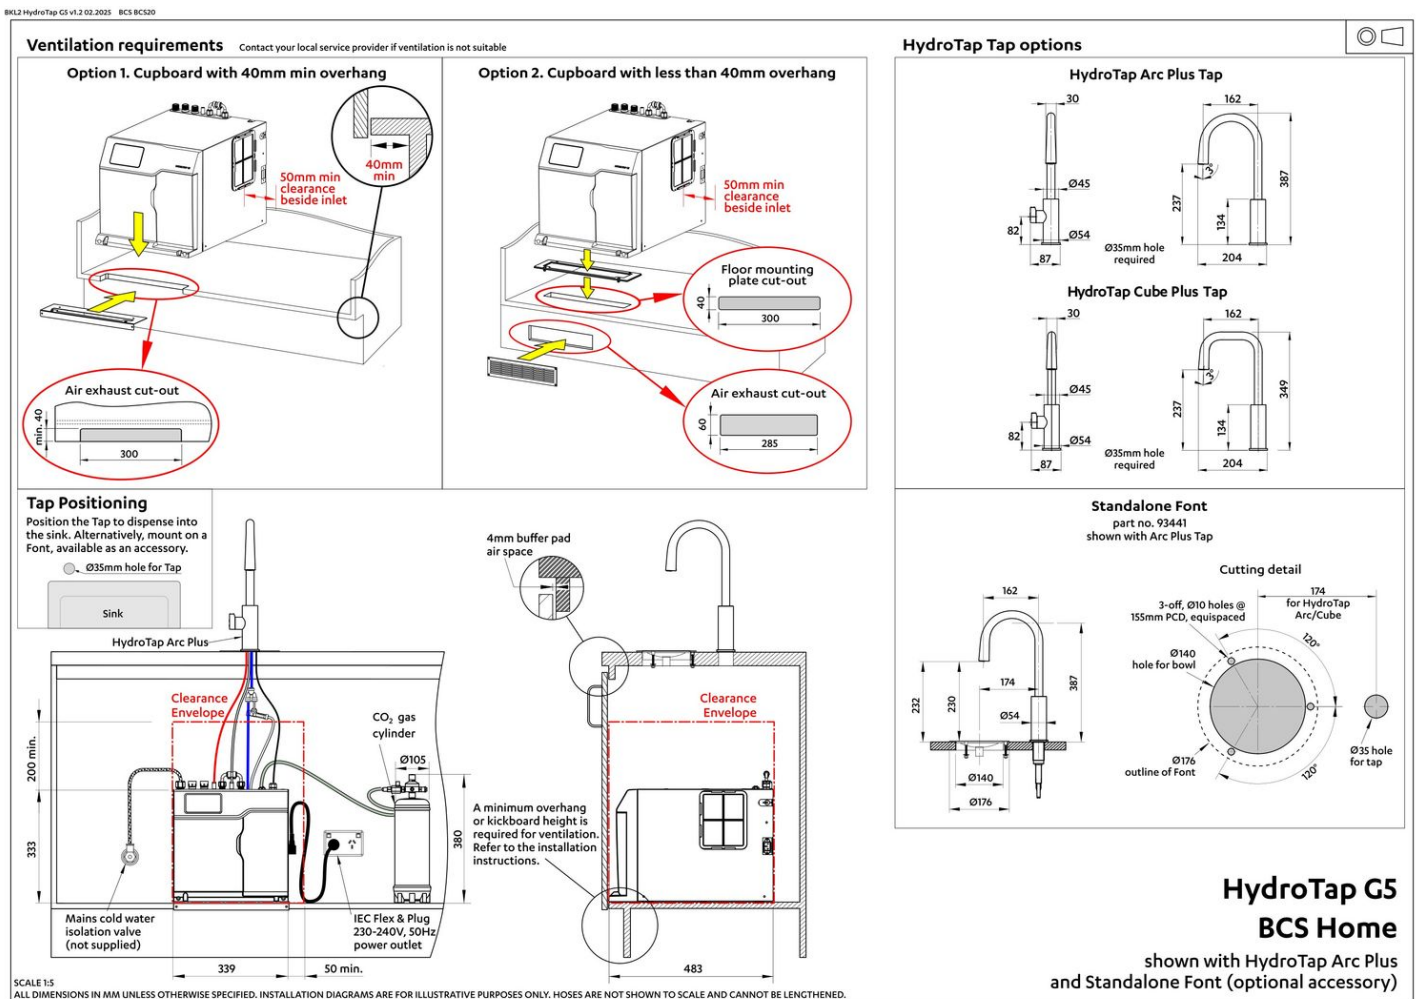 BKL2 HydroTap G5 v1.2 02.2025 BCS BCS20
Ventilation requirements Contact your local service provider if ventilation is not suitable
Option 1. Cupboard with 40mm min overhang
40mm
min
50mm min
clearance
beside inlet
Air exhaust cut-out
min. 40
300
Option 2. Cupboard with less than 40mm overhang
50mm min
clearance
beside inlet
Floor mounting
plate cut-out
40
300
Air exhaust cut-out
60
285
HydroTap Tap options
HydroTap Arc Plus Tap
30
162
Ø45
3°
387
237
134
82
Ø54
87
Ø35mm hole
required
204
HydroTap Cube Plus Tap
30
162
Ø45
3°
349
237
134
82
Ø54
87
Ø35mm hole
required
204
Tap Positioning
Position the Tap to dispense into
the sink. Alternatively, mount on a
Font, available as an accessory.
Ø35mm hole for Tap
Sink
HydroTap Arc Plus
Clearance
Envelope
CO₂ gas
cylinder
Ø105
200 min.
333
380
Mains cold water
isolation valve
(not supplied)
IEC Flex & Plug
230-240V, 50Hz
power outlet
339
50 min.
4mm buffer pad
air space
Clearance
Envelope
A minimum overhang
or kickboard height is
required for ventilation.
Refer to the installation
instructions.
483
Standalone Font
part no. 93441
shown with Arc Plus Tap
162
174
387
232
230
Ø54
Ø140
Ø176
Cutting detail
174
for HydroTap
Arc/Cube
3-off, Ø10 holes @
155mm PCD, equispaced
120°
Ø140
hole for bowl
Ø176
outline of Font
120°
Ø35 hole
for tap
HydroTap G5
BCS Home
shown with HydroTap Arc Plus
and Standalone Font (optional accessory)
SCALE 1:5
ALL DIMENSIONS IN MM UNLESS OTHERWISE SPECIFIED. INSTALLATION DIAGRAMS ARE FOR ILLUSTRATIVE PURPOSES ONLY. HOSES ARE NOT SHOWN TO SCALE AND CANNOT BE LENGTHENED.